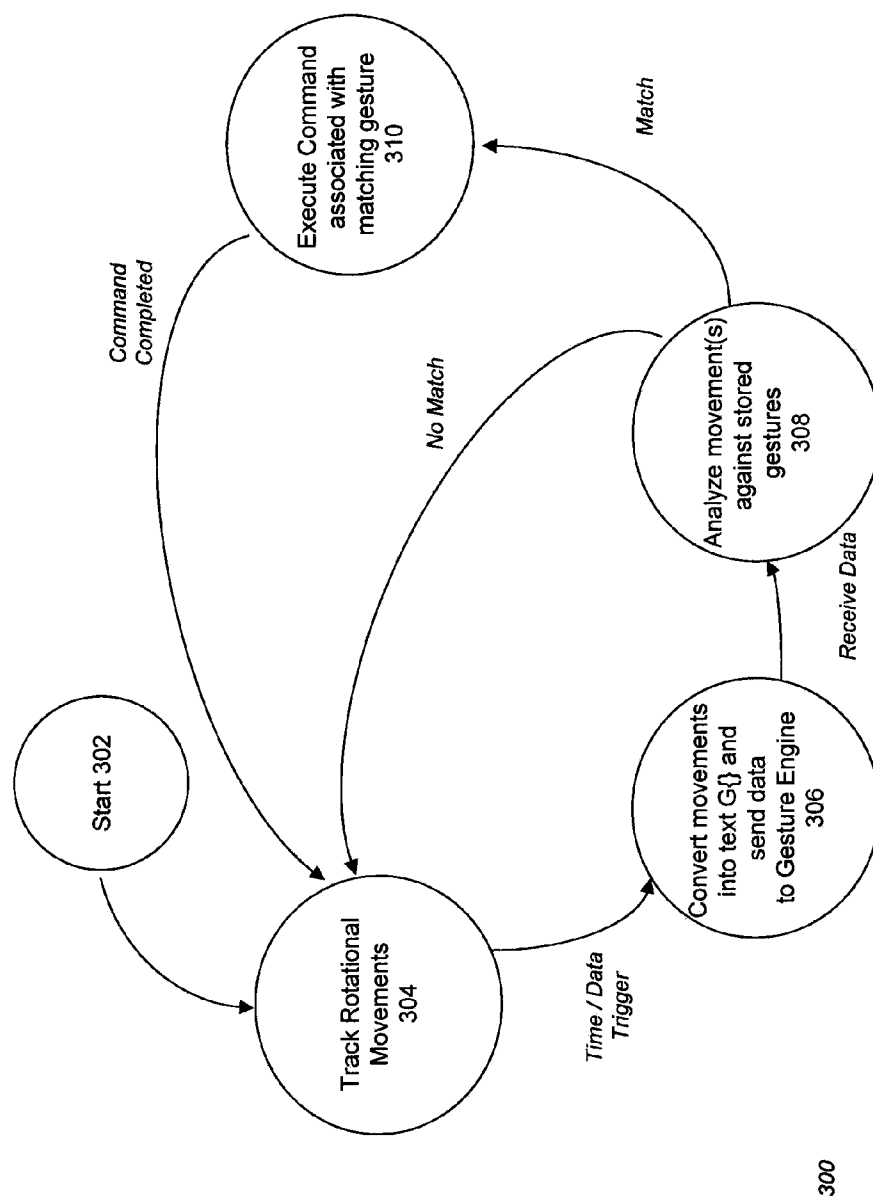 Start 302
Track Rotational
Movements
304
Time / Data
Trigger
Convert movements
into text G{} and
send data
to Gesture Engine
306
Receive Data
Analyze movement(s)
against stored
gestures
308
No Match
Match
Execute Command
associated with
matching gesture
310
Command
Completed
300